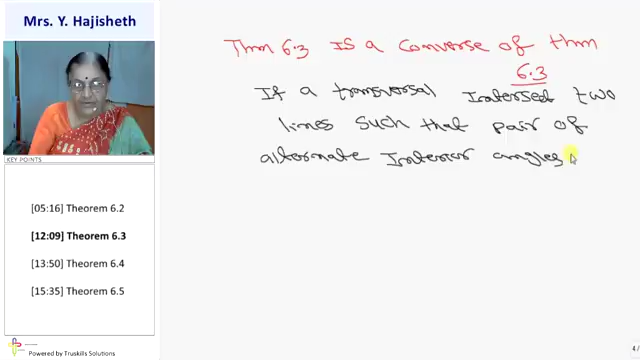 Mrs. Y. Hajisheth
KEY POINTS
[05:16] Theorem 6.2
[12:09] Theorem 6.3
[13:50] Theorem 6.4
[15:35] Theorem 6.5
Powered by Truskills Solutions
Thm 6.3 Is a Converse of thm
6.3
If a transversal Intersect two
lines such that pair of
alternate Interior angles
4/